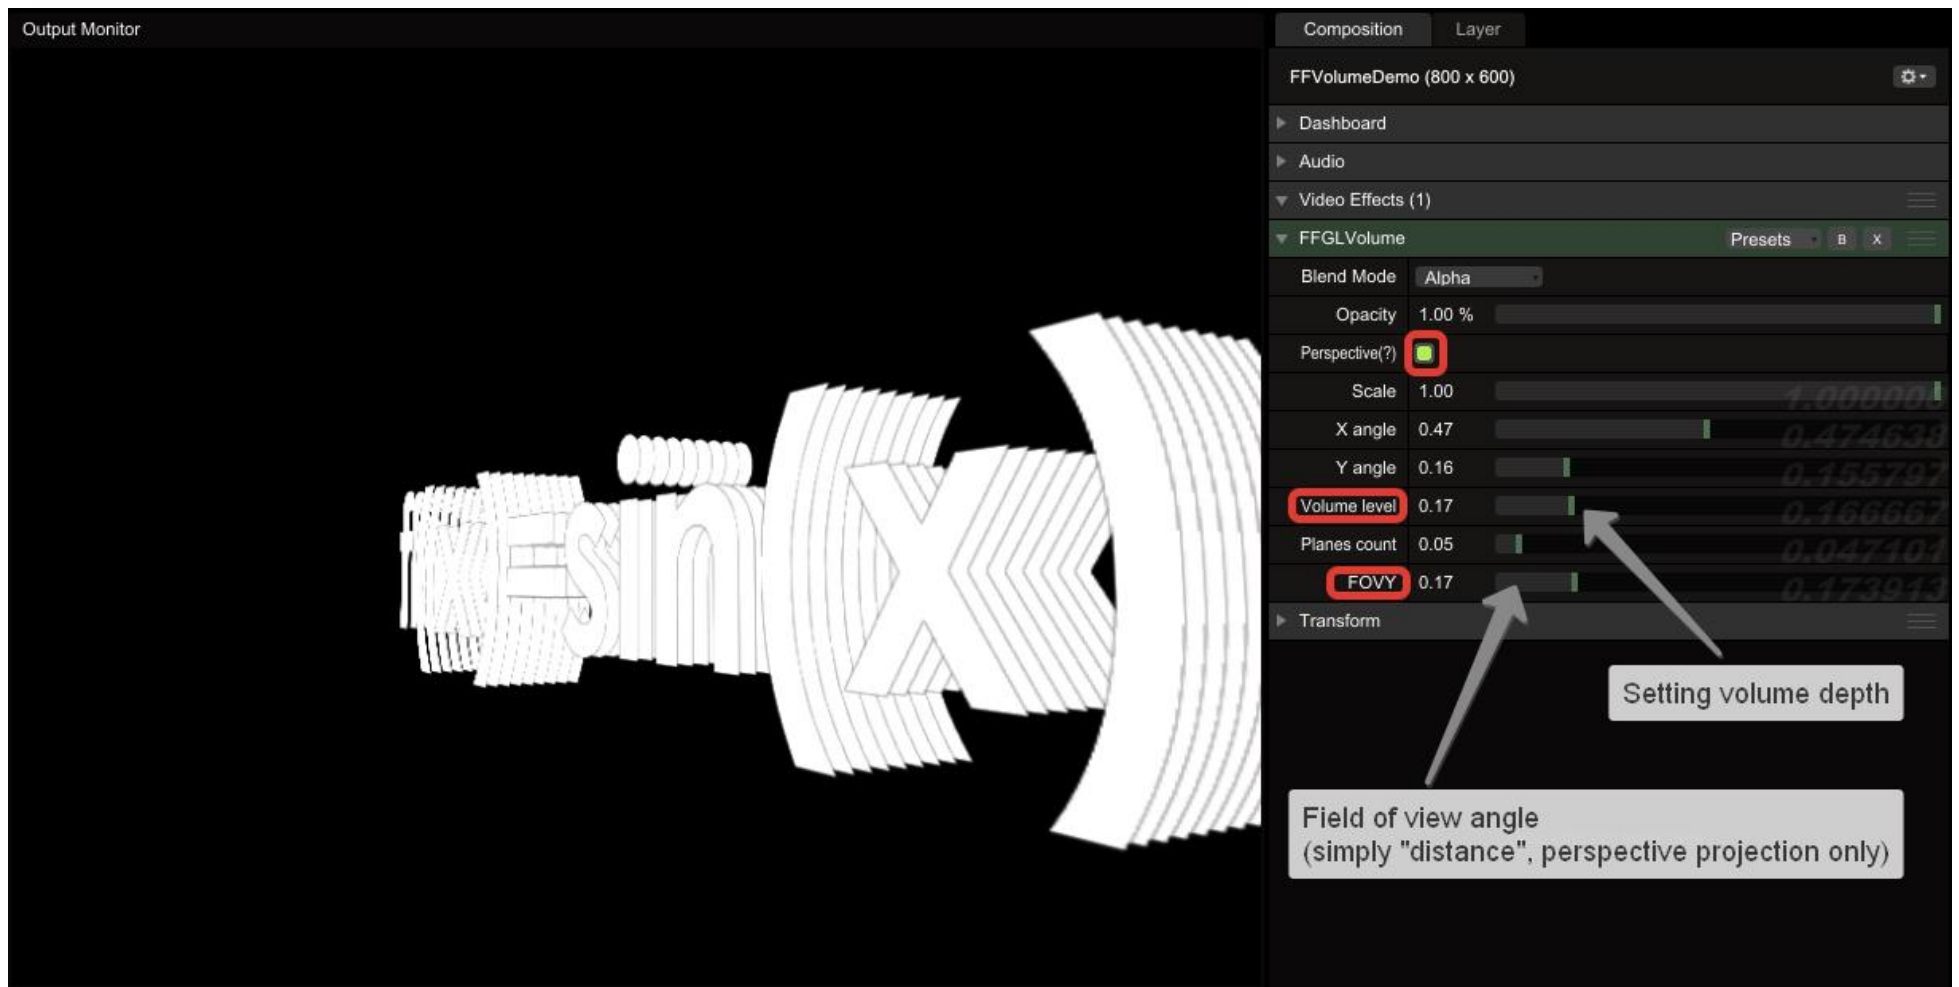 Output Monitor
Composition
Layer
FFVolumeDemo (800 x 600)
Dashboard
Audio
Video Effects (1)
FFGLVolume
Presets
B
X
Blend Mode
Alpha
Opacity
1.00 %
Perspective(?)
Scale
1.00
1.000000
X angle
0.47
0.474638
Y angle
0.16
0.155797
Volume level
0.17
0.166667
Planes count
0.05
0.047101
FOVY
0.17
0.173913
Transform
Setting volume depth
Field of view angle
(simply "distance", perspective projection only)